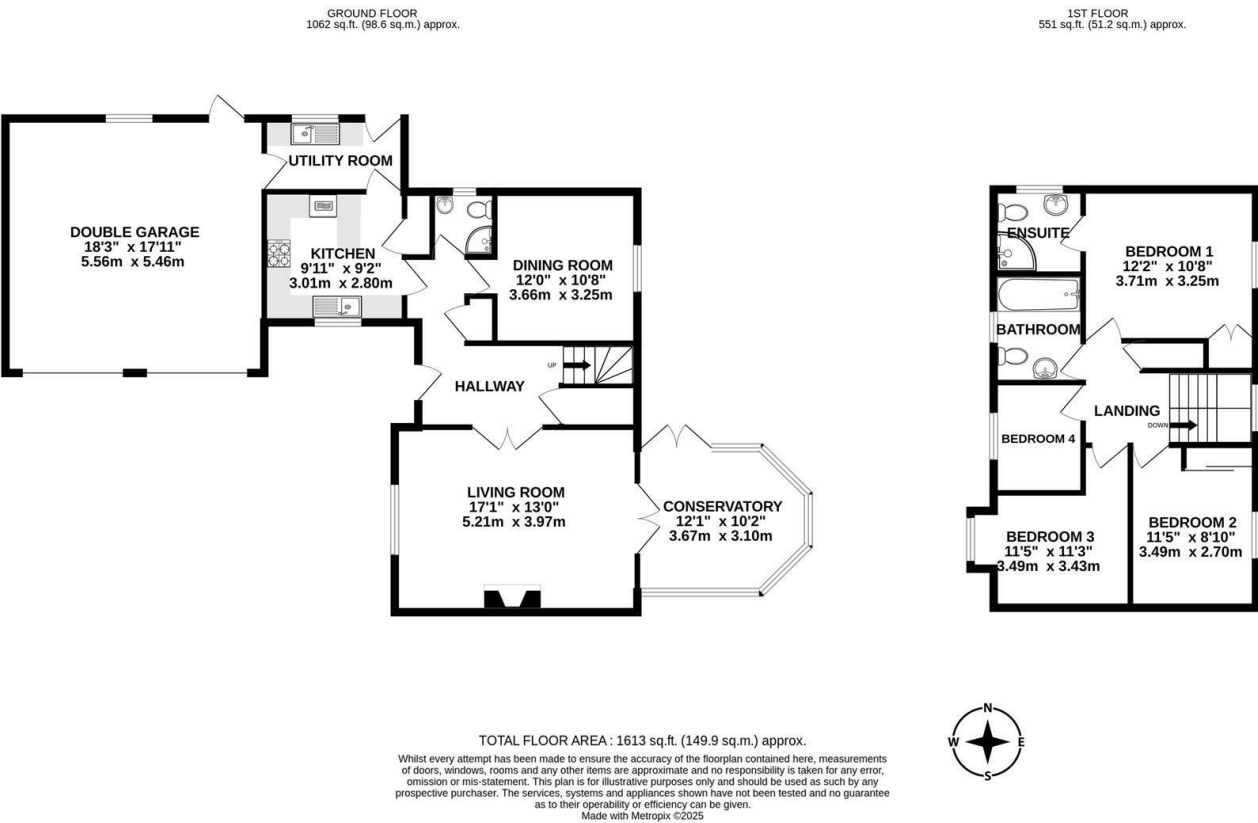 GROUND FLOOR
1062 sq.ft. (98.6 sq.m.) approx.
1ST FLOOR
551 sq.ft. (51.2 sq.m.) approx.
UTILITY ROOM
DOUBLE GARAGE
18'3" x 17'11"
5.56m x 5.46m
KITCHEN
9'11" x 9'2"
3.01m x 2.80m
DINING ROOM
12'0" x 10'8"
3.66m x 3.25m
UP
HALLWAY
LIVING ROOM
17'1" x 13'0"
5.21m x 3.97m
CONSERVATORY
12'1" x 10'2"
3.67m x 3.10m
ENSUITE
BEDROOM 1
12'2" x 10'8"
3.71m x 3.25m
BATHROOM
LANDING
DOWN
BEDROOM 4
BEDROOM 3
11'5" x 11'3"
3.49m x 3.43m
BEDROOM 2
11'5" x 8'10"
3.49m x 2.70m
N
W
E
S
TOTAL FLOOR AREA : 1613 sq.ft. (149.9 sq.m.) approx.
Whilst every attempt has been made to ensure the accuracy of the floorplan contained here, measurements
of doors, windows, rooms and any other items are approximate and no responsibility is taken for any error,
omission or mis-statement. This plan is for illustrative purposes only and should be used as such by any
prospective purchaser. The services, systems and appliances shown have not been tested and no guarantee
as to their operability or efficiency can be given.
Made with Metropix ©2025